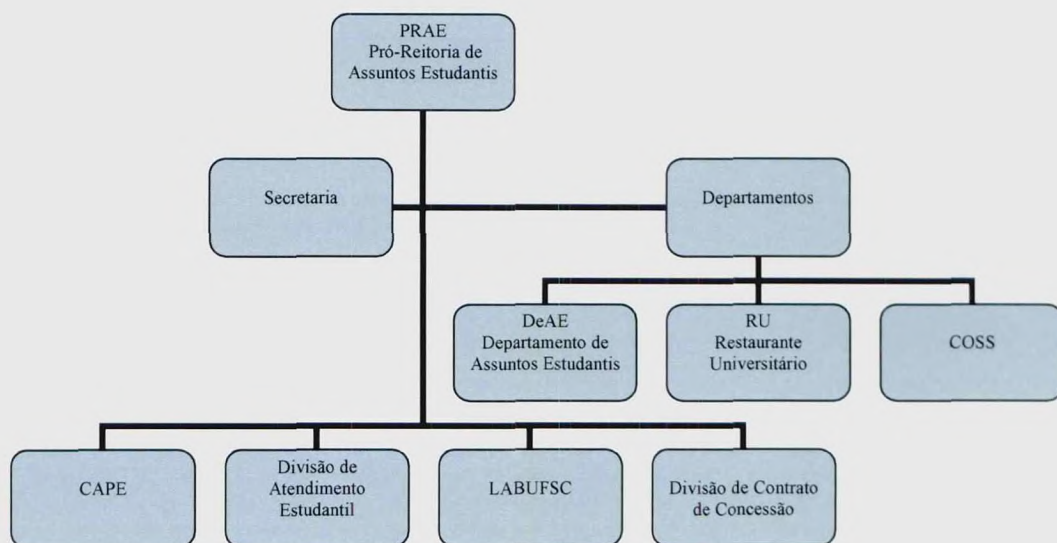 PRAE
Pró-Reitoria de
Assuntos Estudantis
Secretaria
Departamentos
DeAE
Departamento de
Assuntos Estudantis
RU
Restaurante
Universitário
COSS
CAPE
Divisão de
Atendimento
Estudantil
LABUFSC
Divisão de Contrato
de Concessão